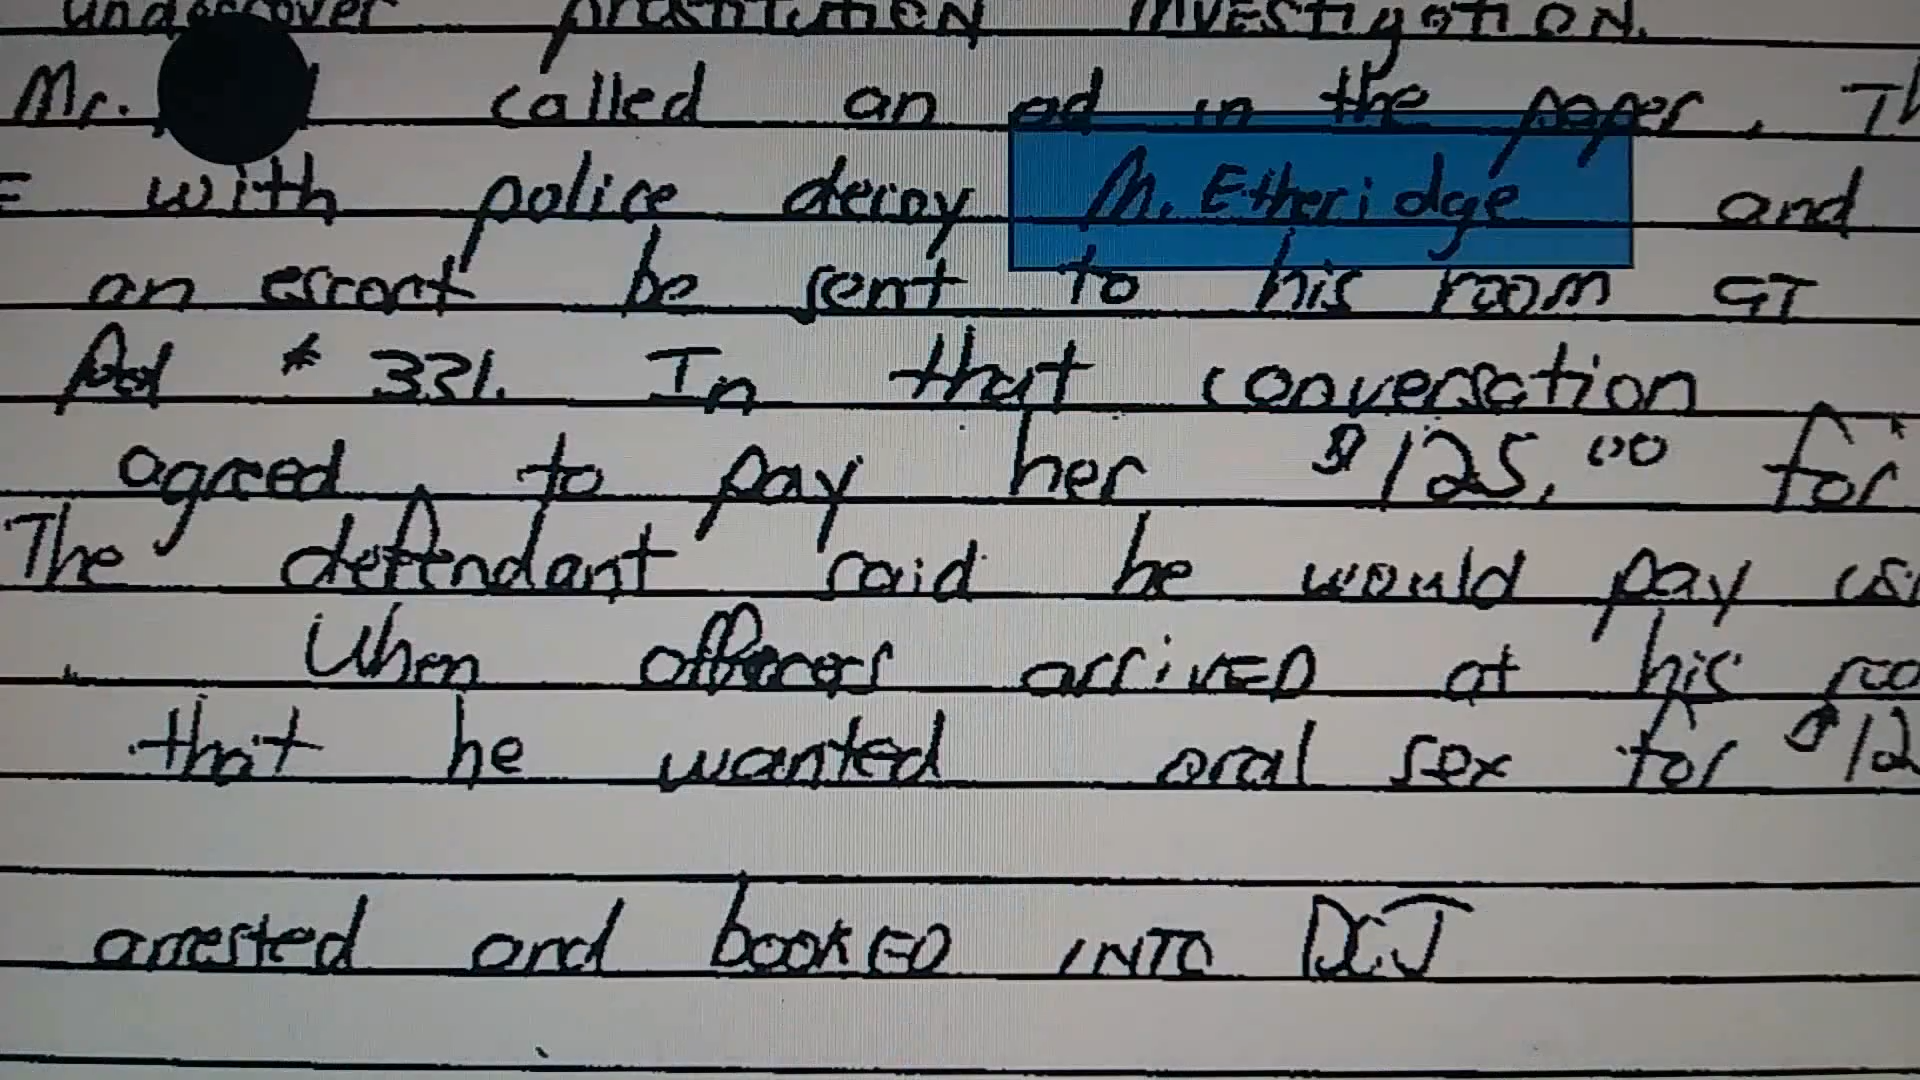 undercover prostitution investigation.
Mr. called an ad in the paper. Th
E with police decoy M. Etheridge and
an escort be sent to his room at
# 331. In that conversation
agreed to pay her $125.00 for
The deffendant said he would pay usi
When officers arrived at his roo
that he wanted oral sex for $12
arrested and booked into DCJ